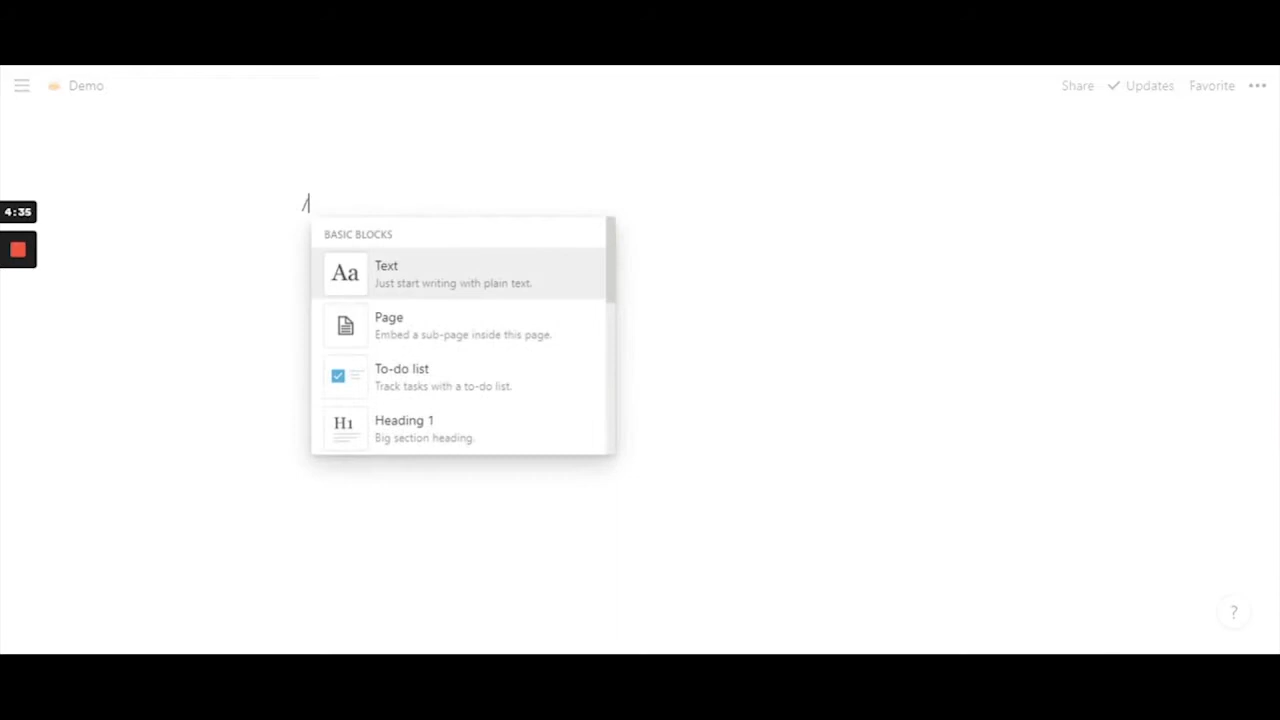 Demo
Share ✓ Updates Favorite •••
4:35
/
BASIC BLOCKS
Aa
Text
Just start writing with plain text.
Page
Embed a sub-page inside this page.
To-do list
Track tasks with a to-do list.
H1
Heading 1
Big section heading.
?